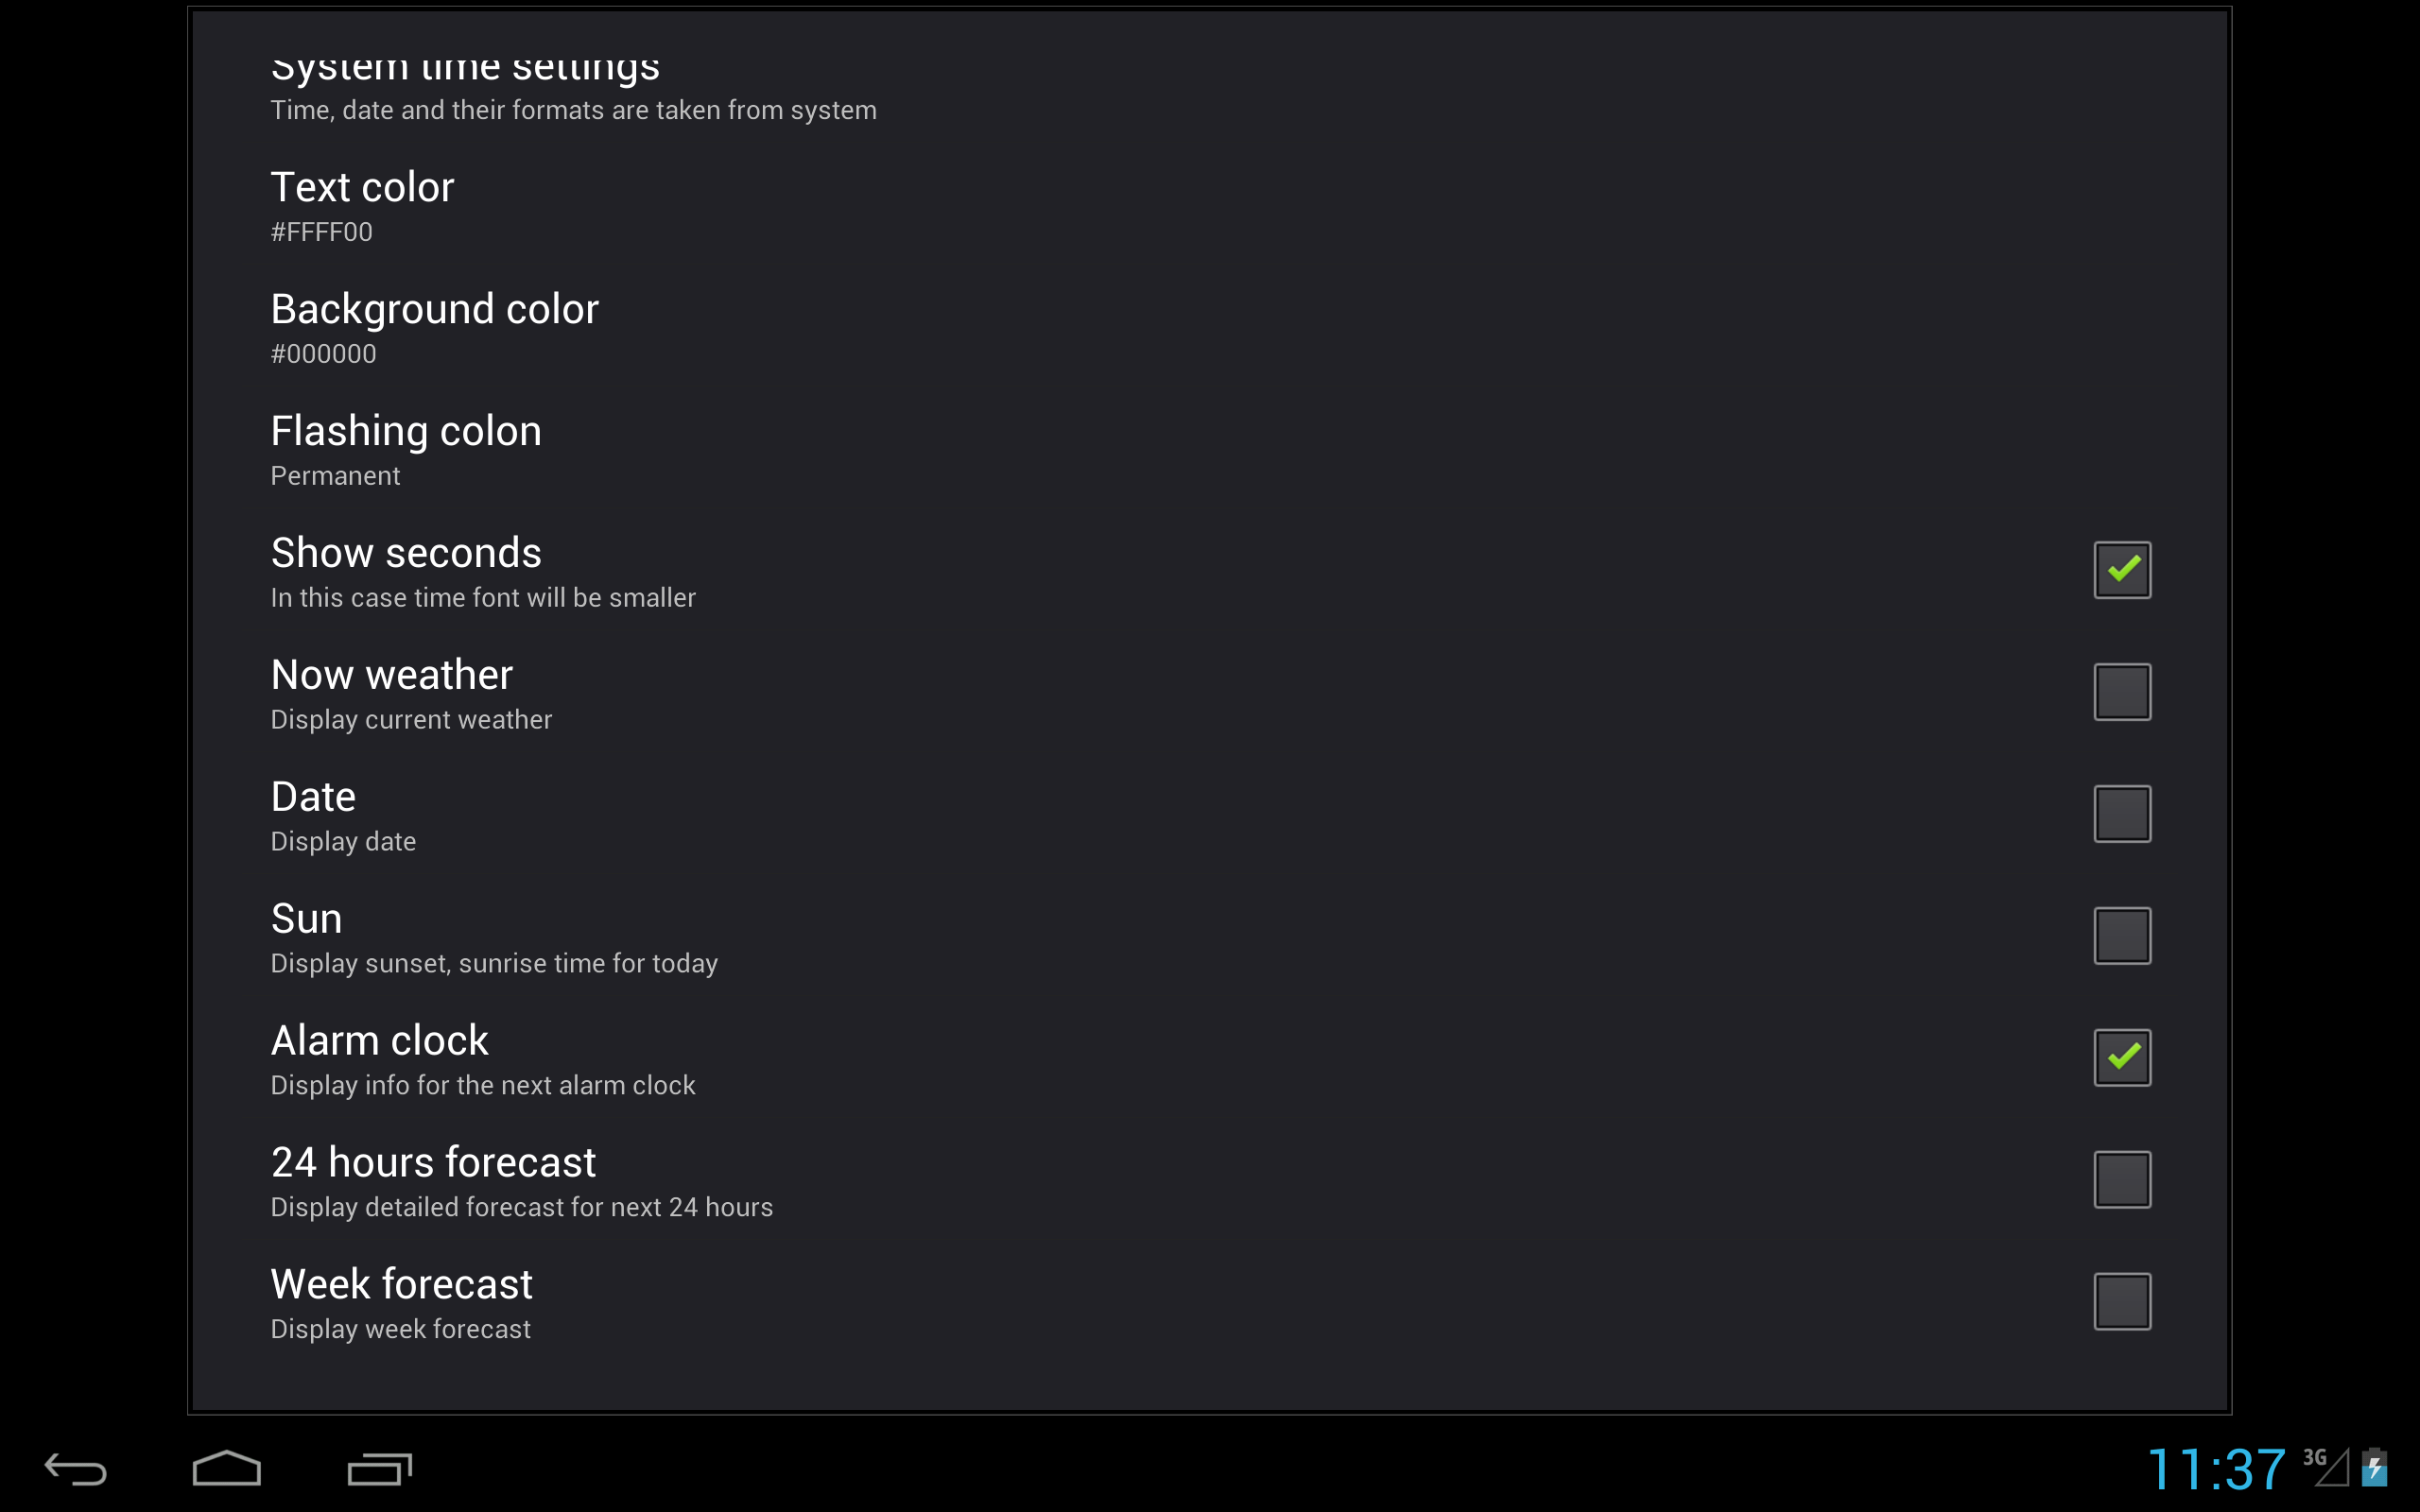 System time settings
Time, date and their formats are taken from system
Text color
#FFFF00
Background color
#000000
Flashing colon
Permanent
Show seconds
In this case time font will be smaller
Now weather
Display current weather
Date
Display date
Sun
Display sunset, sunrise time for today
Alarm clock
Display info for the next alarm clock
24 hours forecast
Display detailed forecast for next 24 hours
Week forecast
Display week forecast
11:37 3G